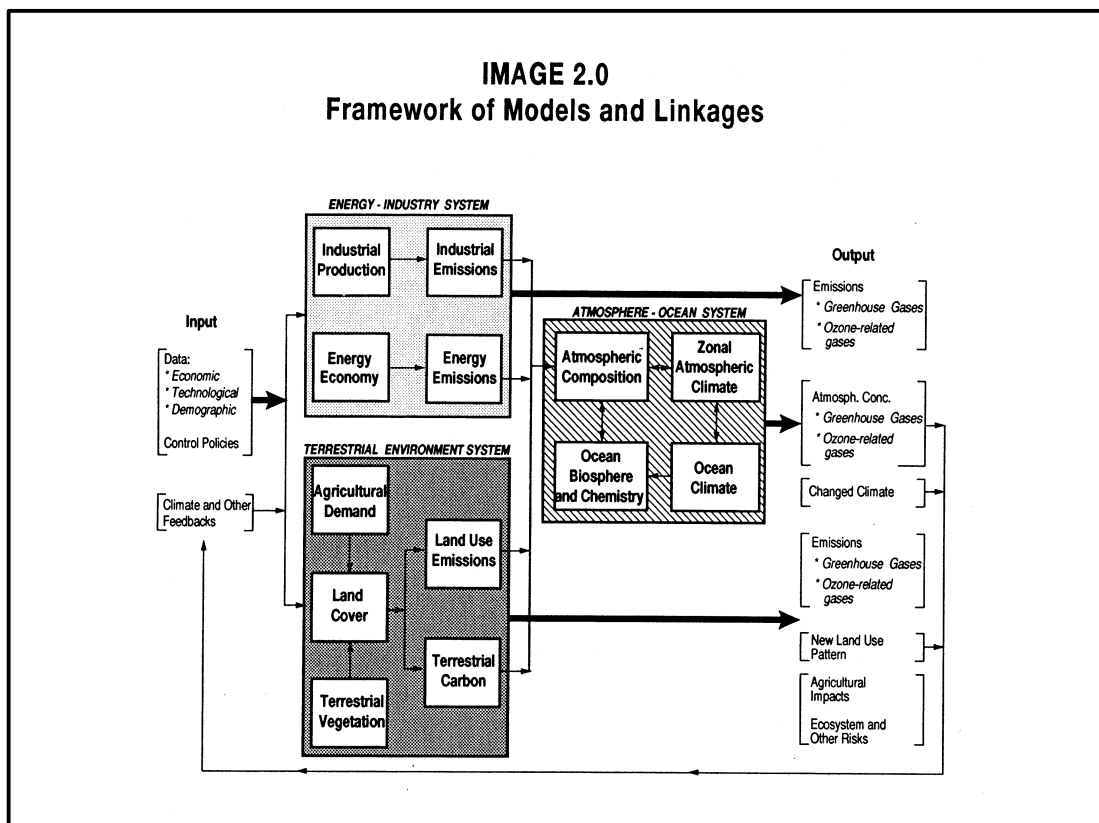 IMAGE 2.0
Framework of Models and Linkages
Input
Data:
* Economic
* Technological
* Demographic
Control Policies
Climate and Other
Feedbacks
ENERGY - INDUSTRY SYSTEM
Industrial
Production
Industrial
Emissions
Energy
Economy
Energy
Emissions
TERRESTRIAL ENVIRONMENT SYSTEM
Agricultural
Demand
Land Use
Emissions
Land
Cover
Terrestrial
Carbon
Terrestrial
Vegetation
ATMOSPHERE - OCEAN SYSTEM
Atmospheric
Composition
Zonal
Atmospheric
Climate
Ocean
Biosphere
and Chemistry
Ocean
Climate
Output
Emissions
* Greenhouse Gases
* Ozone-related
gases
Atmosph. Conc.
* Greenhouse Gases
* Ozone-related
gases
Changed Climate
Emissions
* Greenhouse Gases
* Ozone-related
gases
New Land Use
Pattern
Agricultural
Impacts
Ecosystem and
Other Risks